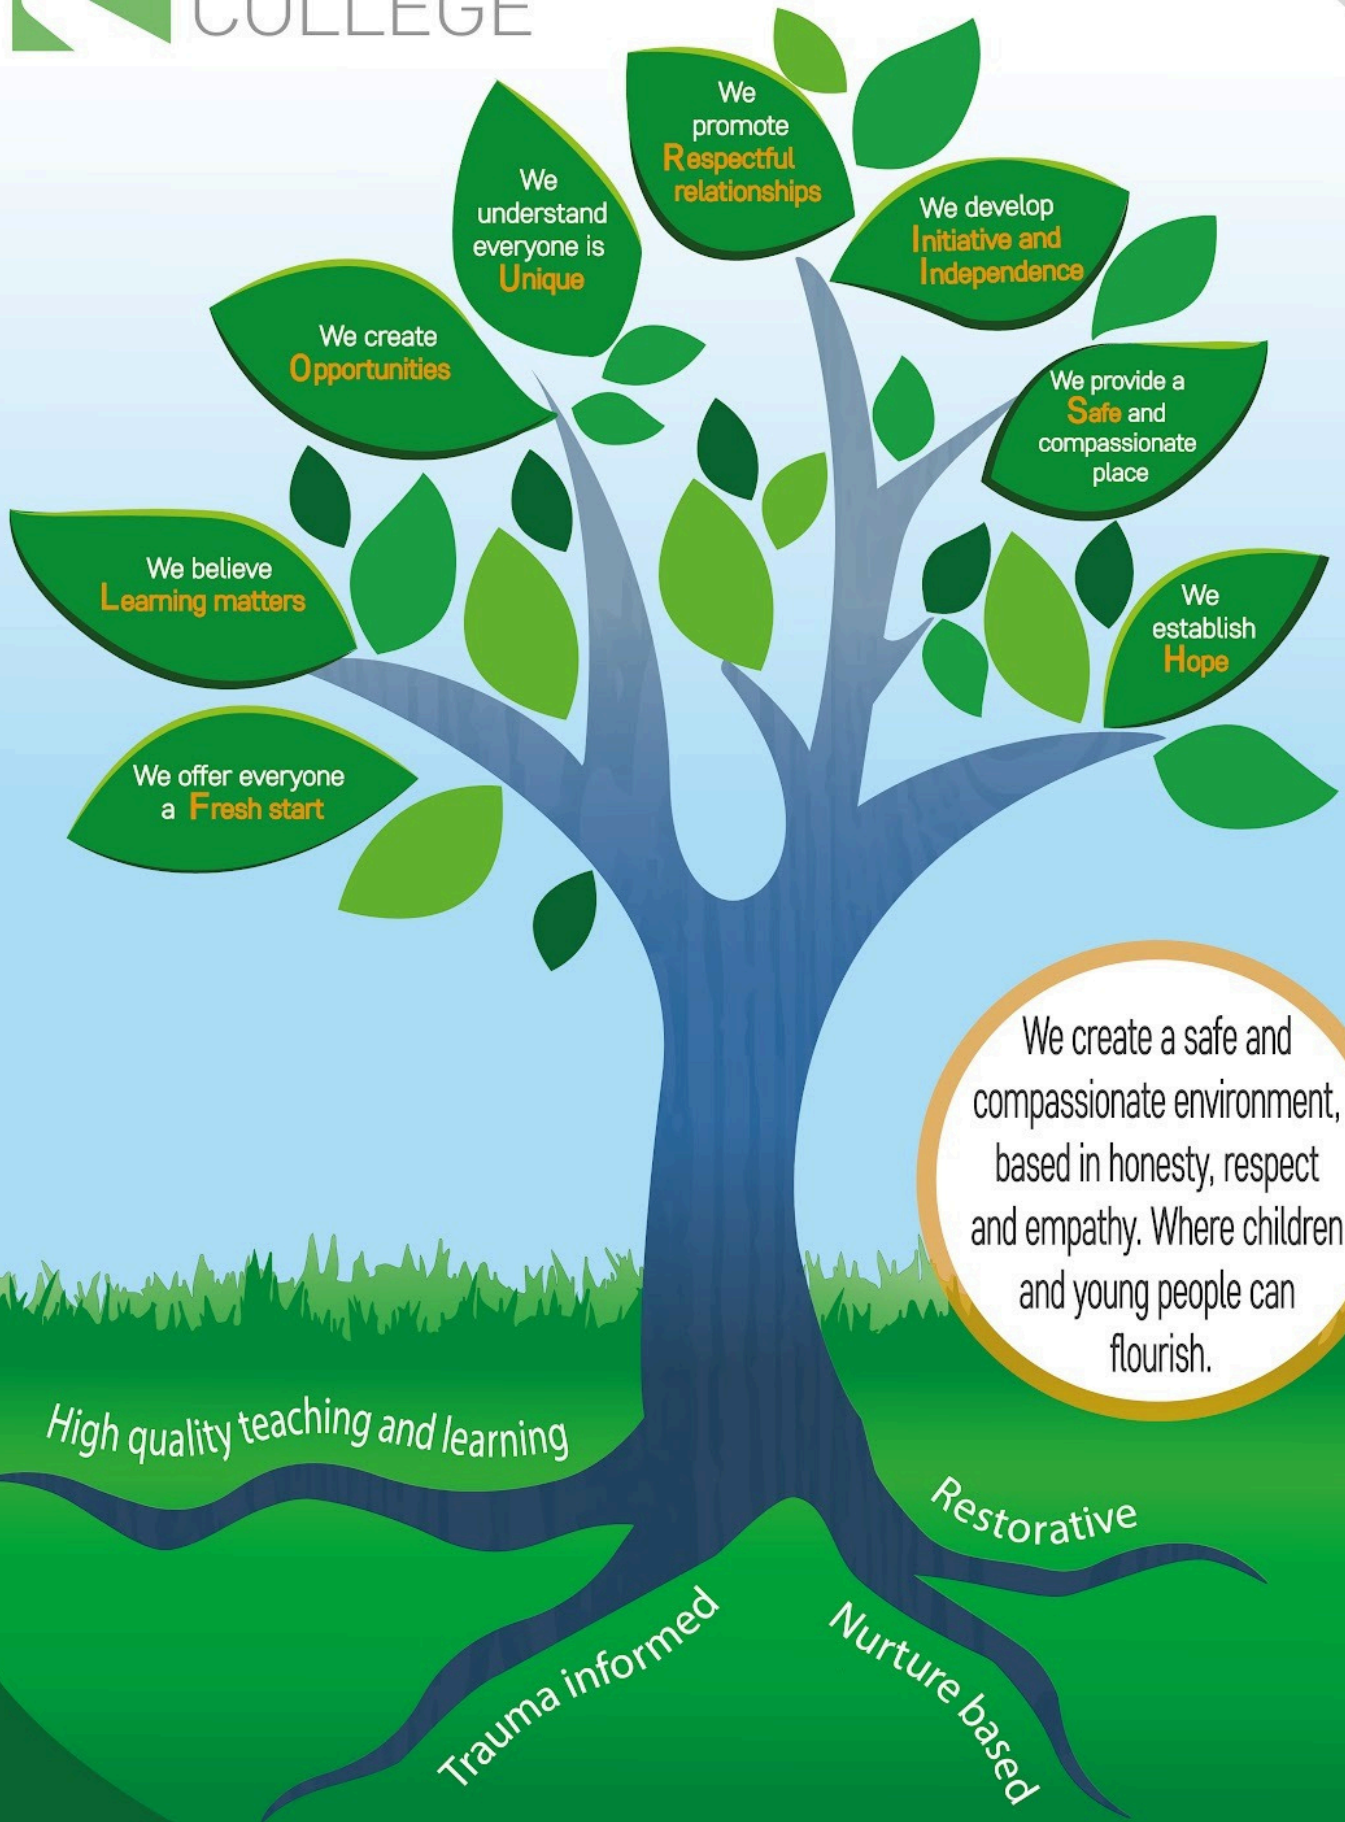 COLLEGE
We
promote
Respectful
relationships
We
understand
everyone is
Unique
We develop
Initiative and
Independence
We create
Opportunities
We provide a
Safe and
compassionate
place
We believe
Learning matters
We
establish
Hope
We offer everyone
a Fresh start
We create a safe and
compassionate environment,
based in honesty, respect
and empathy. Where children
and young people can
flourish.
High quality teaching and learning
Restorative
Trauma informed
Nurture based